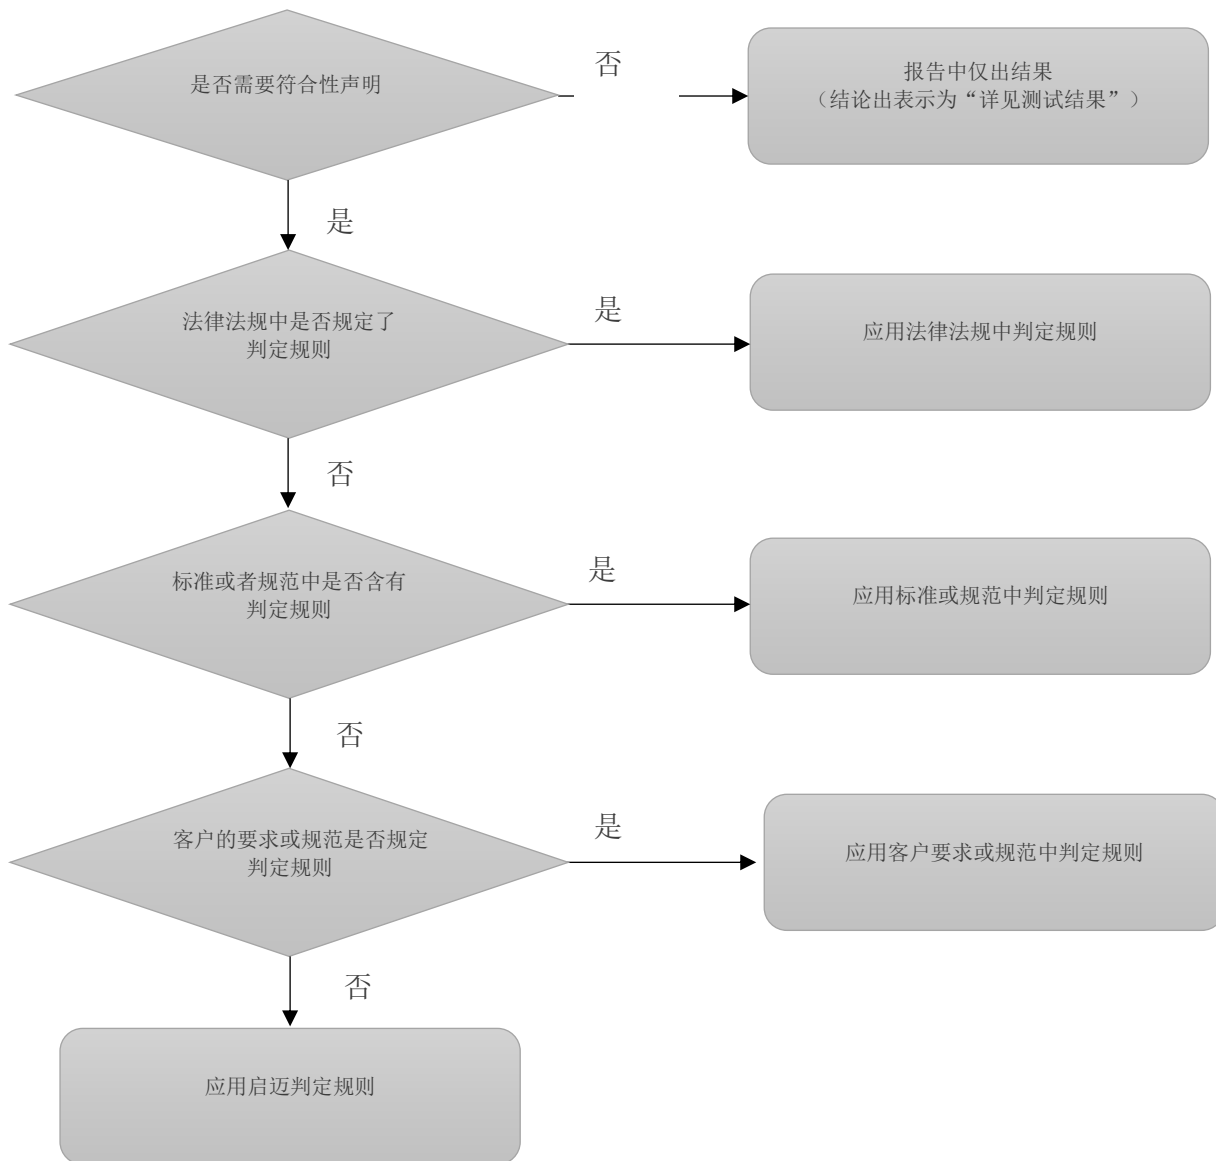 是否需要符合性声明
否
报告中仅出结果
（结论出表示为“详见测试结果”）
是
法律法规中是否规定了
判定规则
是
应用法律法规中判定规则
否
标准或者规范中是否含有
判定规则
是
应用标准或规范中判定规则
否
客户的要求或规范是否规定
判定规则
是
应用客户要求或规范中判定规则
否
应用启迈判定规则